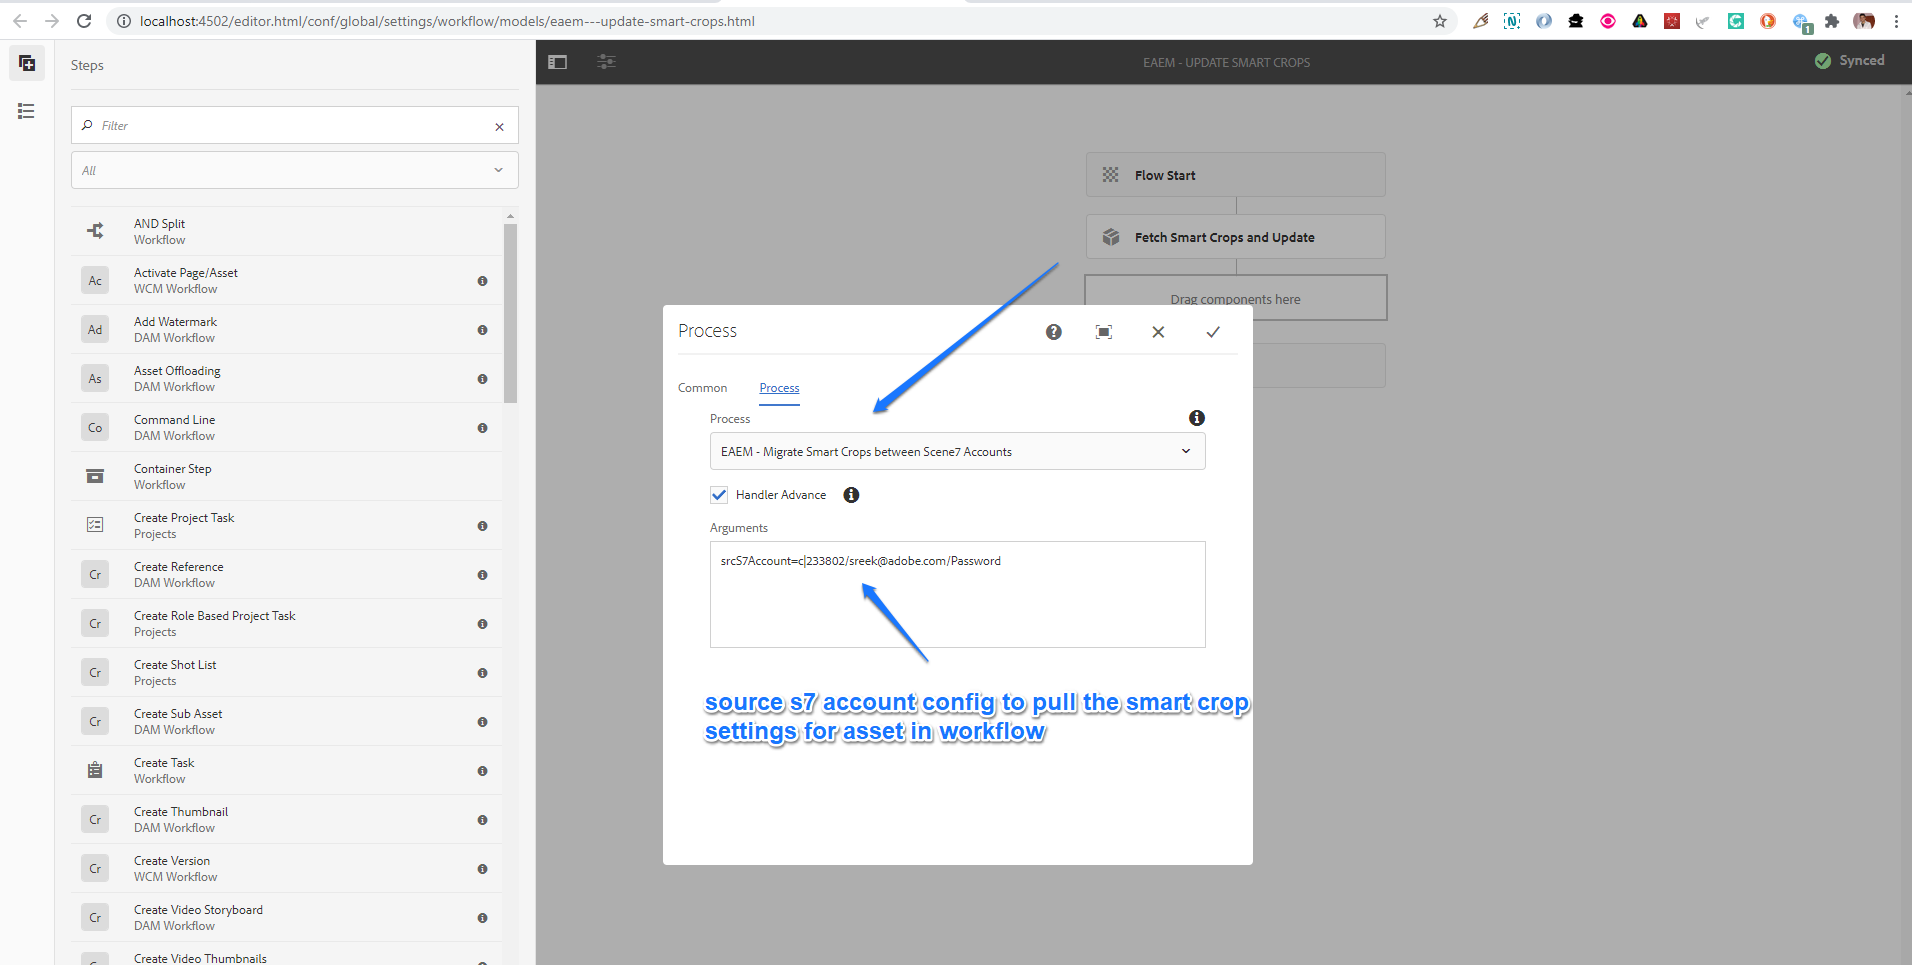 localhost:4502/editor.html/conf/global/settings/workflow/models/eaem---update-smart-crops.html
1
Steps
EAEM - UPDATE SMART CROPS
Synced
Filter
All
AND Split
Workflow
Ac
Activate Page/Asset
WCM Workflow
Ad
Add Watermark
DAM Workflow
As
Asset Offloading
DAM Workflow
Co
Command Line
DAM Workflow
Container Step
Workflow
Create Project Task
Projects
Cr
Create Reference
DAM Workflow
Cr
Create Role Based Project Task
Projects
Cr
Create Shot List
Projects
Cr
Create Sub Asset
DAM Workflow
Create Task
Workflow
Cr
Create Thumbnail
DAM Workflow
Cr
Create Version
WCM Workflow
Cr
Create Video Storyboard
DAM Workflow
Create Video Thumbnails
Flow Start
Fetch Smart Crops and Update
Drag components here
Process
Common
Process
Process
EAEM - Migrate Smart Crops between Scene7 Accounts
Handler Advance
Arguments
srcS7Account=c|233802/sreek@adobe.com/Password
source s7 account config to pull the smart crop
settings for asset in workflow